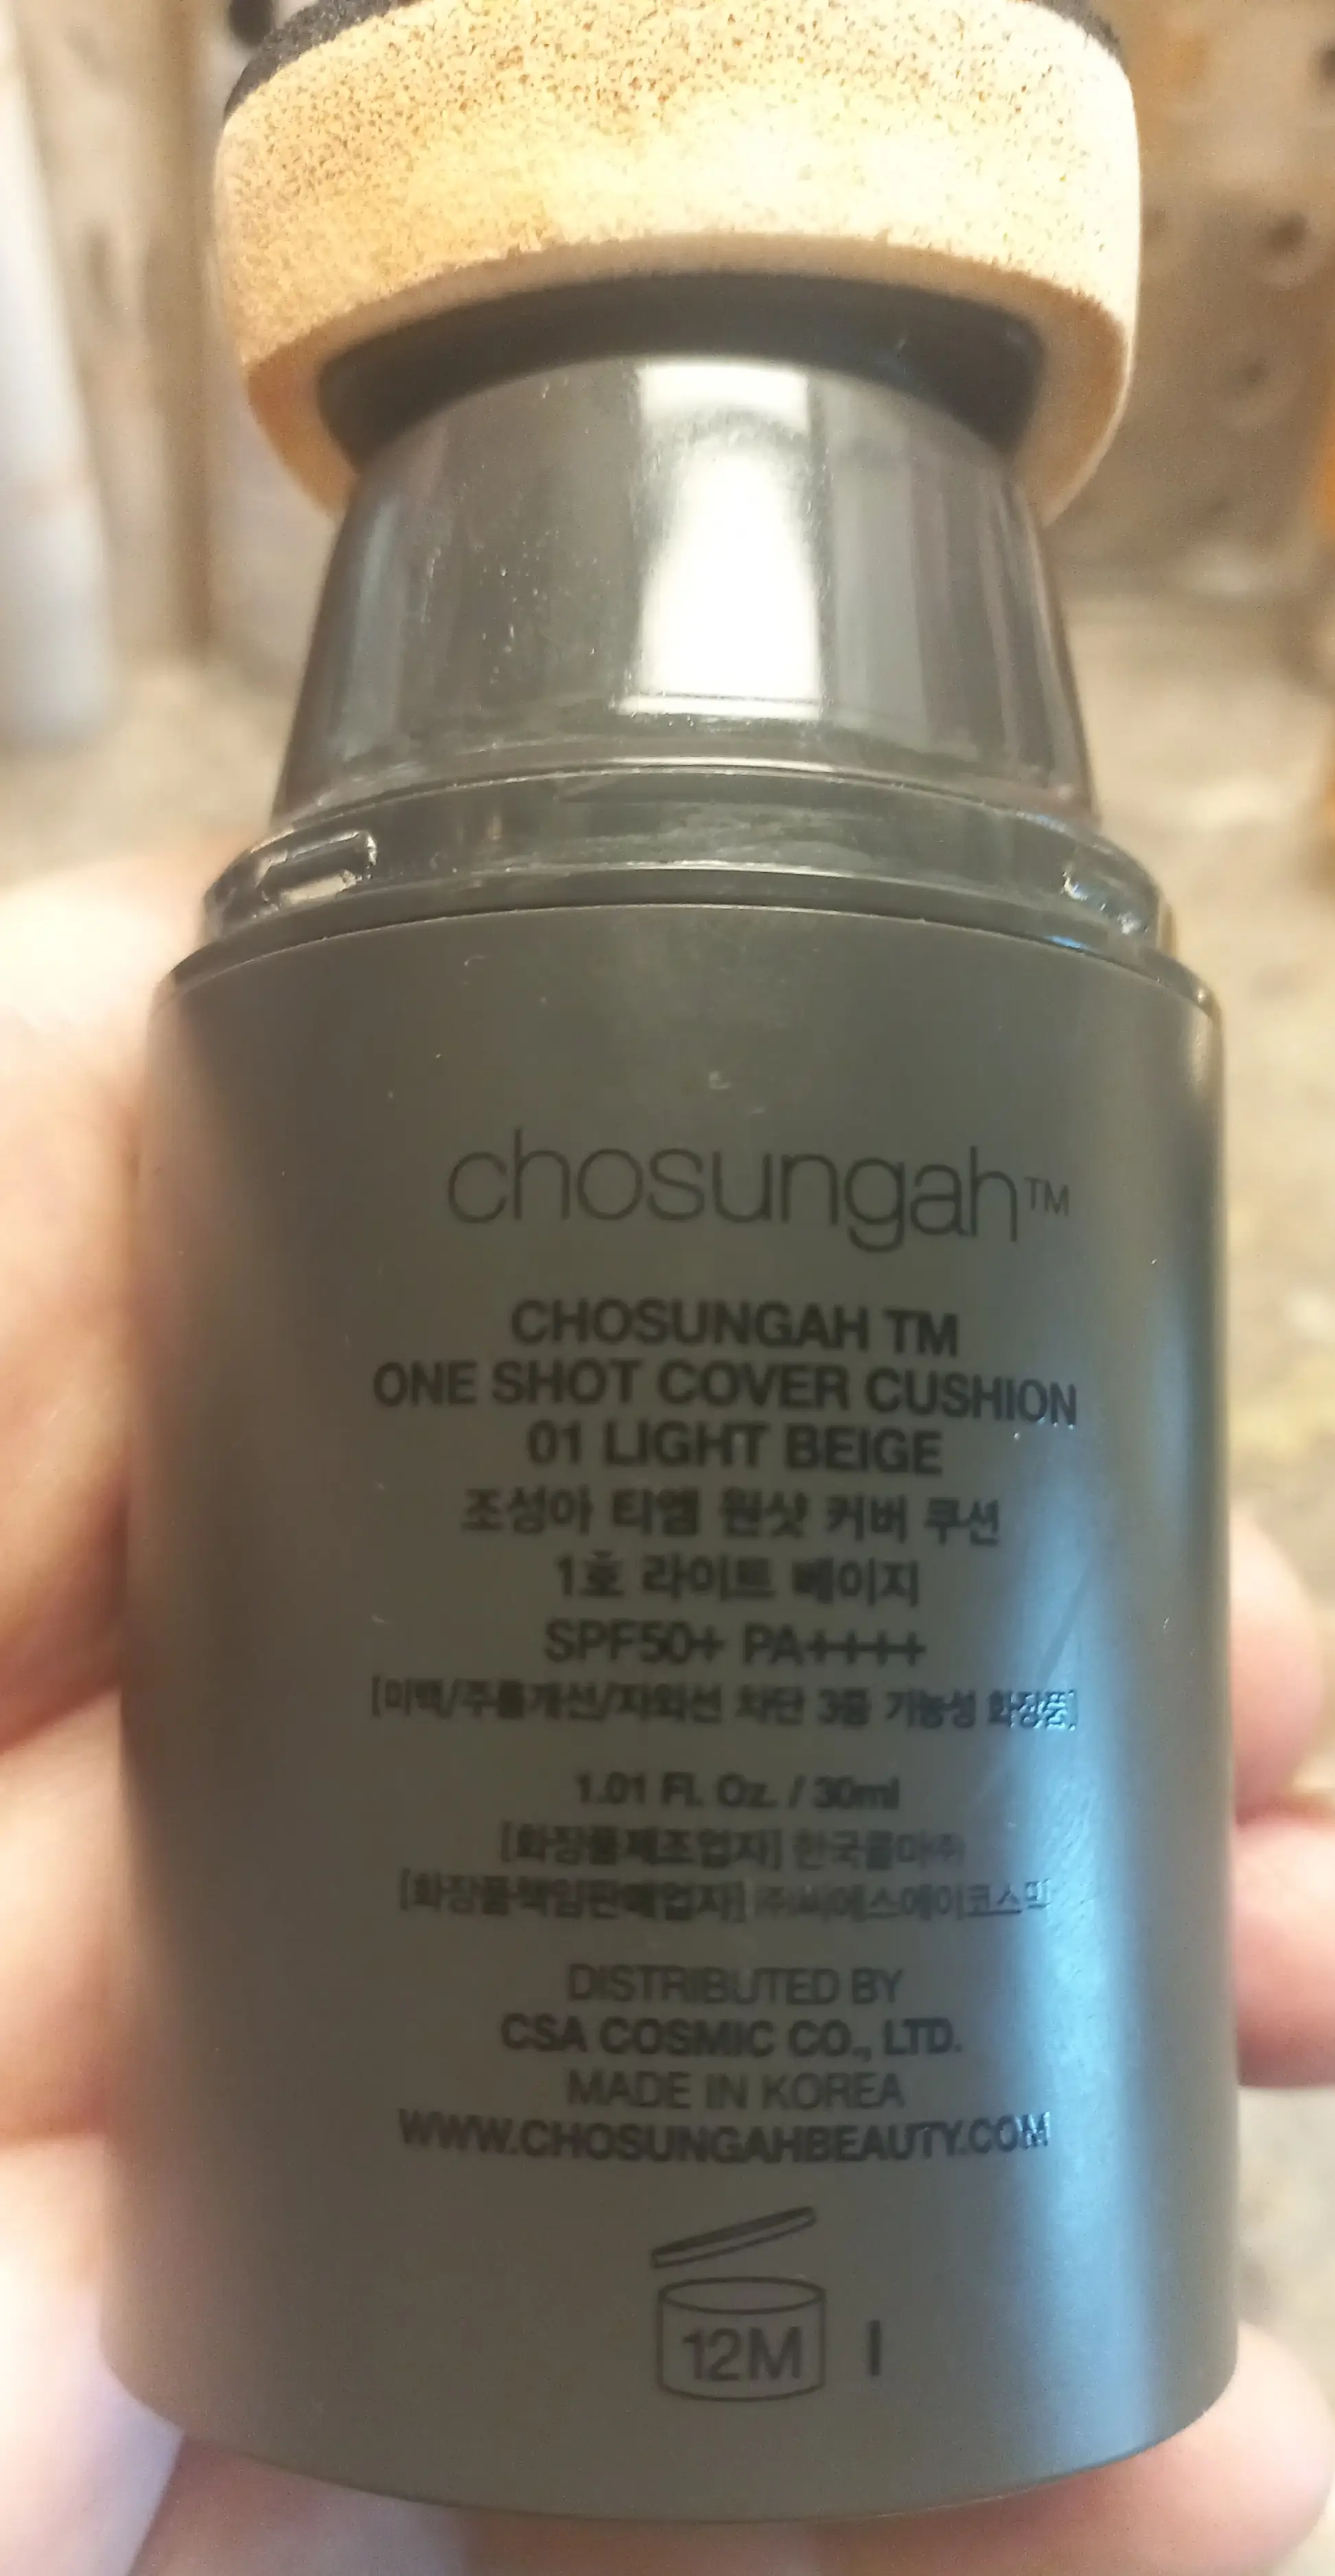 chosungah™
CHOSUNGAH TM
ONE SHOT COVER CUSHION
01 LIGHT BEIGE
조성아 티엠 원샷 커버 쿠션
1호 라이트 베이지
SPF50+ PA++++
[미백/주름개선/자외선 차단 3중 기능성 화장품]
1.01 Fl. Oz. / 30ml
[화장품제조업자] 한국콜마㈜
[화장품책임판매업자] ㈜씨에스에이코스믹
DISTRIBUTED BY
CSA COSMIC CO., LTD.
MADE IN KOREA
WWW.CHOSUNGAHBEAUTY.COM
12M I